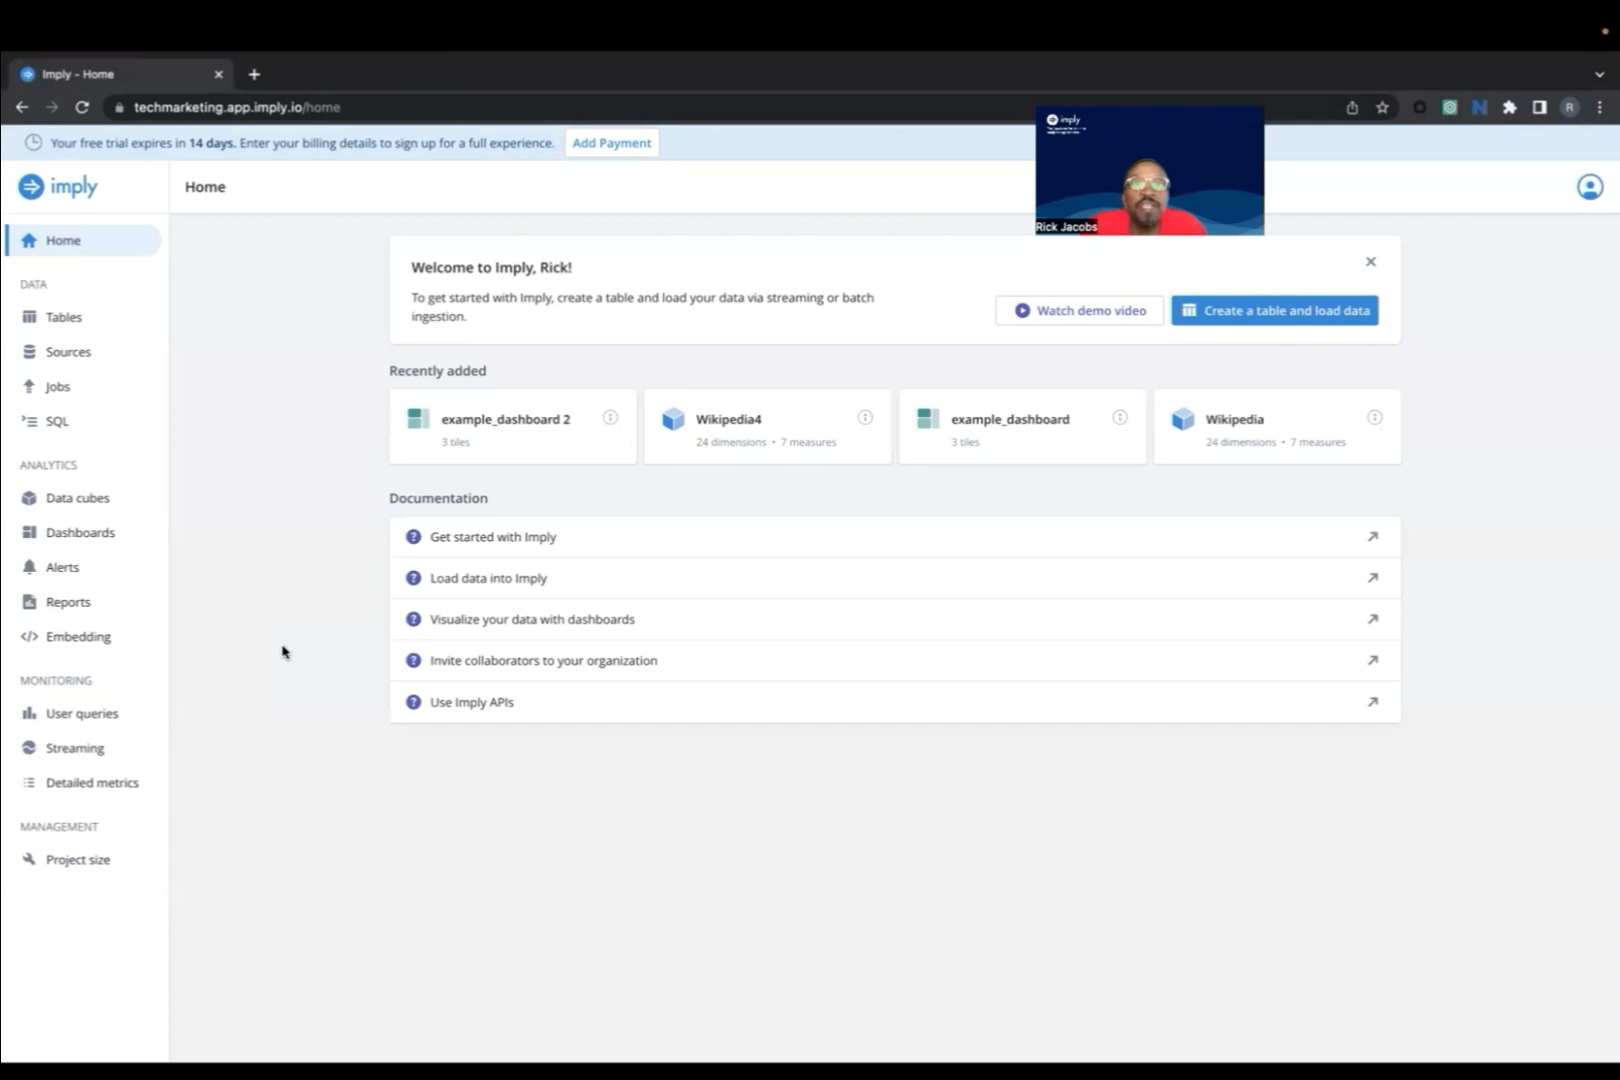 Imply – Home
techmarketing.app.imply.io/home
R
Your free trial expires in 14 days. Enter your billing details to sign up for a full experience.
Add Payment
imply
Rick Jacobs
imply
Home
Home
DATA
Tables
Sources
Jobs
SQL
ANALYTICS
Data cubes
Dashboards
Alerts
Reports
Embedding
MONITORING
User queries
Streaming
Detailed metrics
MANAGEMENT
Project size
Welcome to Imply, Rick!
To get started with Imply, create a table and load your data via streaming or batch
ingestion.
Watch demo video
Create a table and load data
Recently added
example_dashboard 2
3 tiles
Wikipedia4
24 dimensions • 7 measures
example_dashboard
3 tiles
Wikipedia
24 dimensions • 7 measures
Documentation
Get started with Imply
Load data into Imply
Visualize your data with dashboards
Invite collaborators to your organization
Use Imply APIs